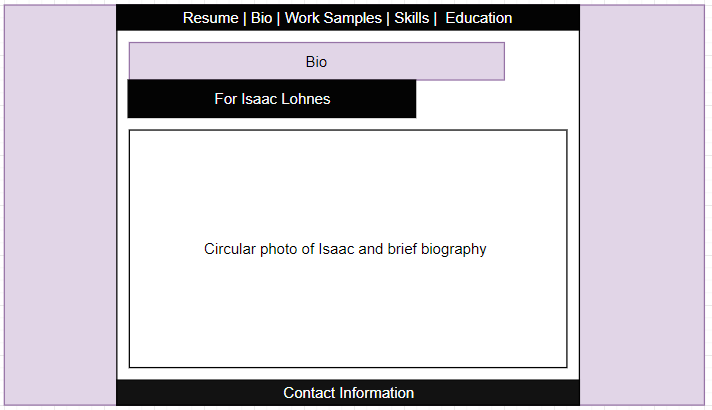 Resume | Bio | Work Samples | Skills | Education
Bio
For Isaac Lohnes
Circular photo of Isaac and brief biography
Contact Information